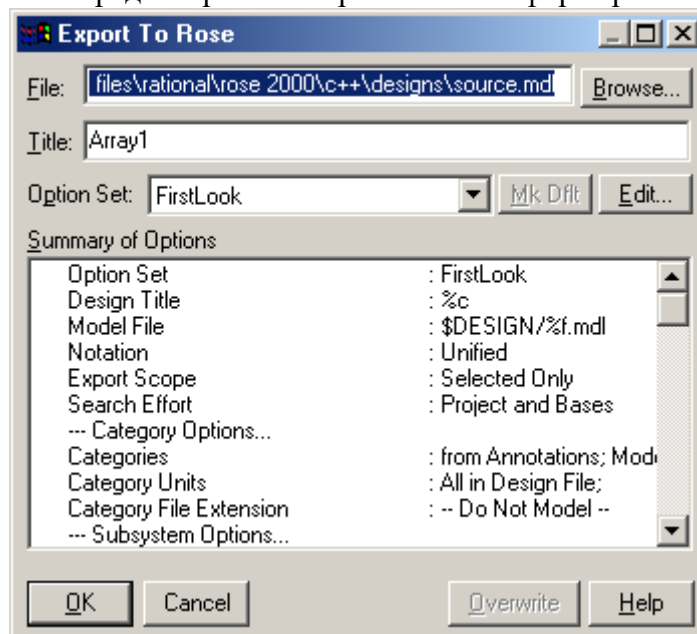 Export To Rose
File: files\rational\rose 2000\c++\designs\source.mdl Browse...
Title: Array1
Option Set: FirstLook Mk Dflt Edit...
Summary of Options
Option Set : FirstLook
Design Title : %c
Model File : $DESIGN/%f.mdl
Notation : Unified
Export Scope : Selected Only
Search Effort : Project and Bases
--- Category Options...
Categories : from Annotations; Mode
Category Units : All in Design File;
Category File Extension : -- Do Not Model --
--- Subsystem Options...
OK Cancel Overwrite Help